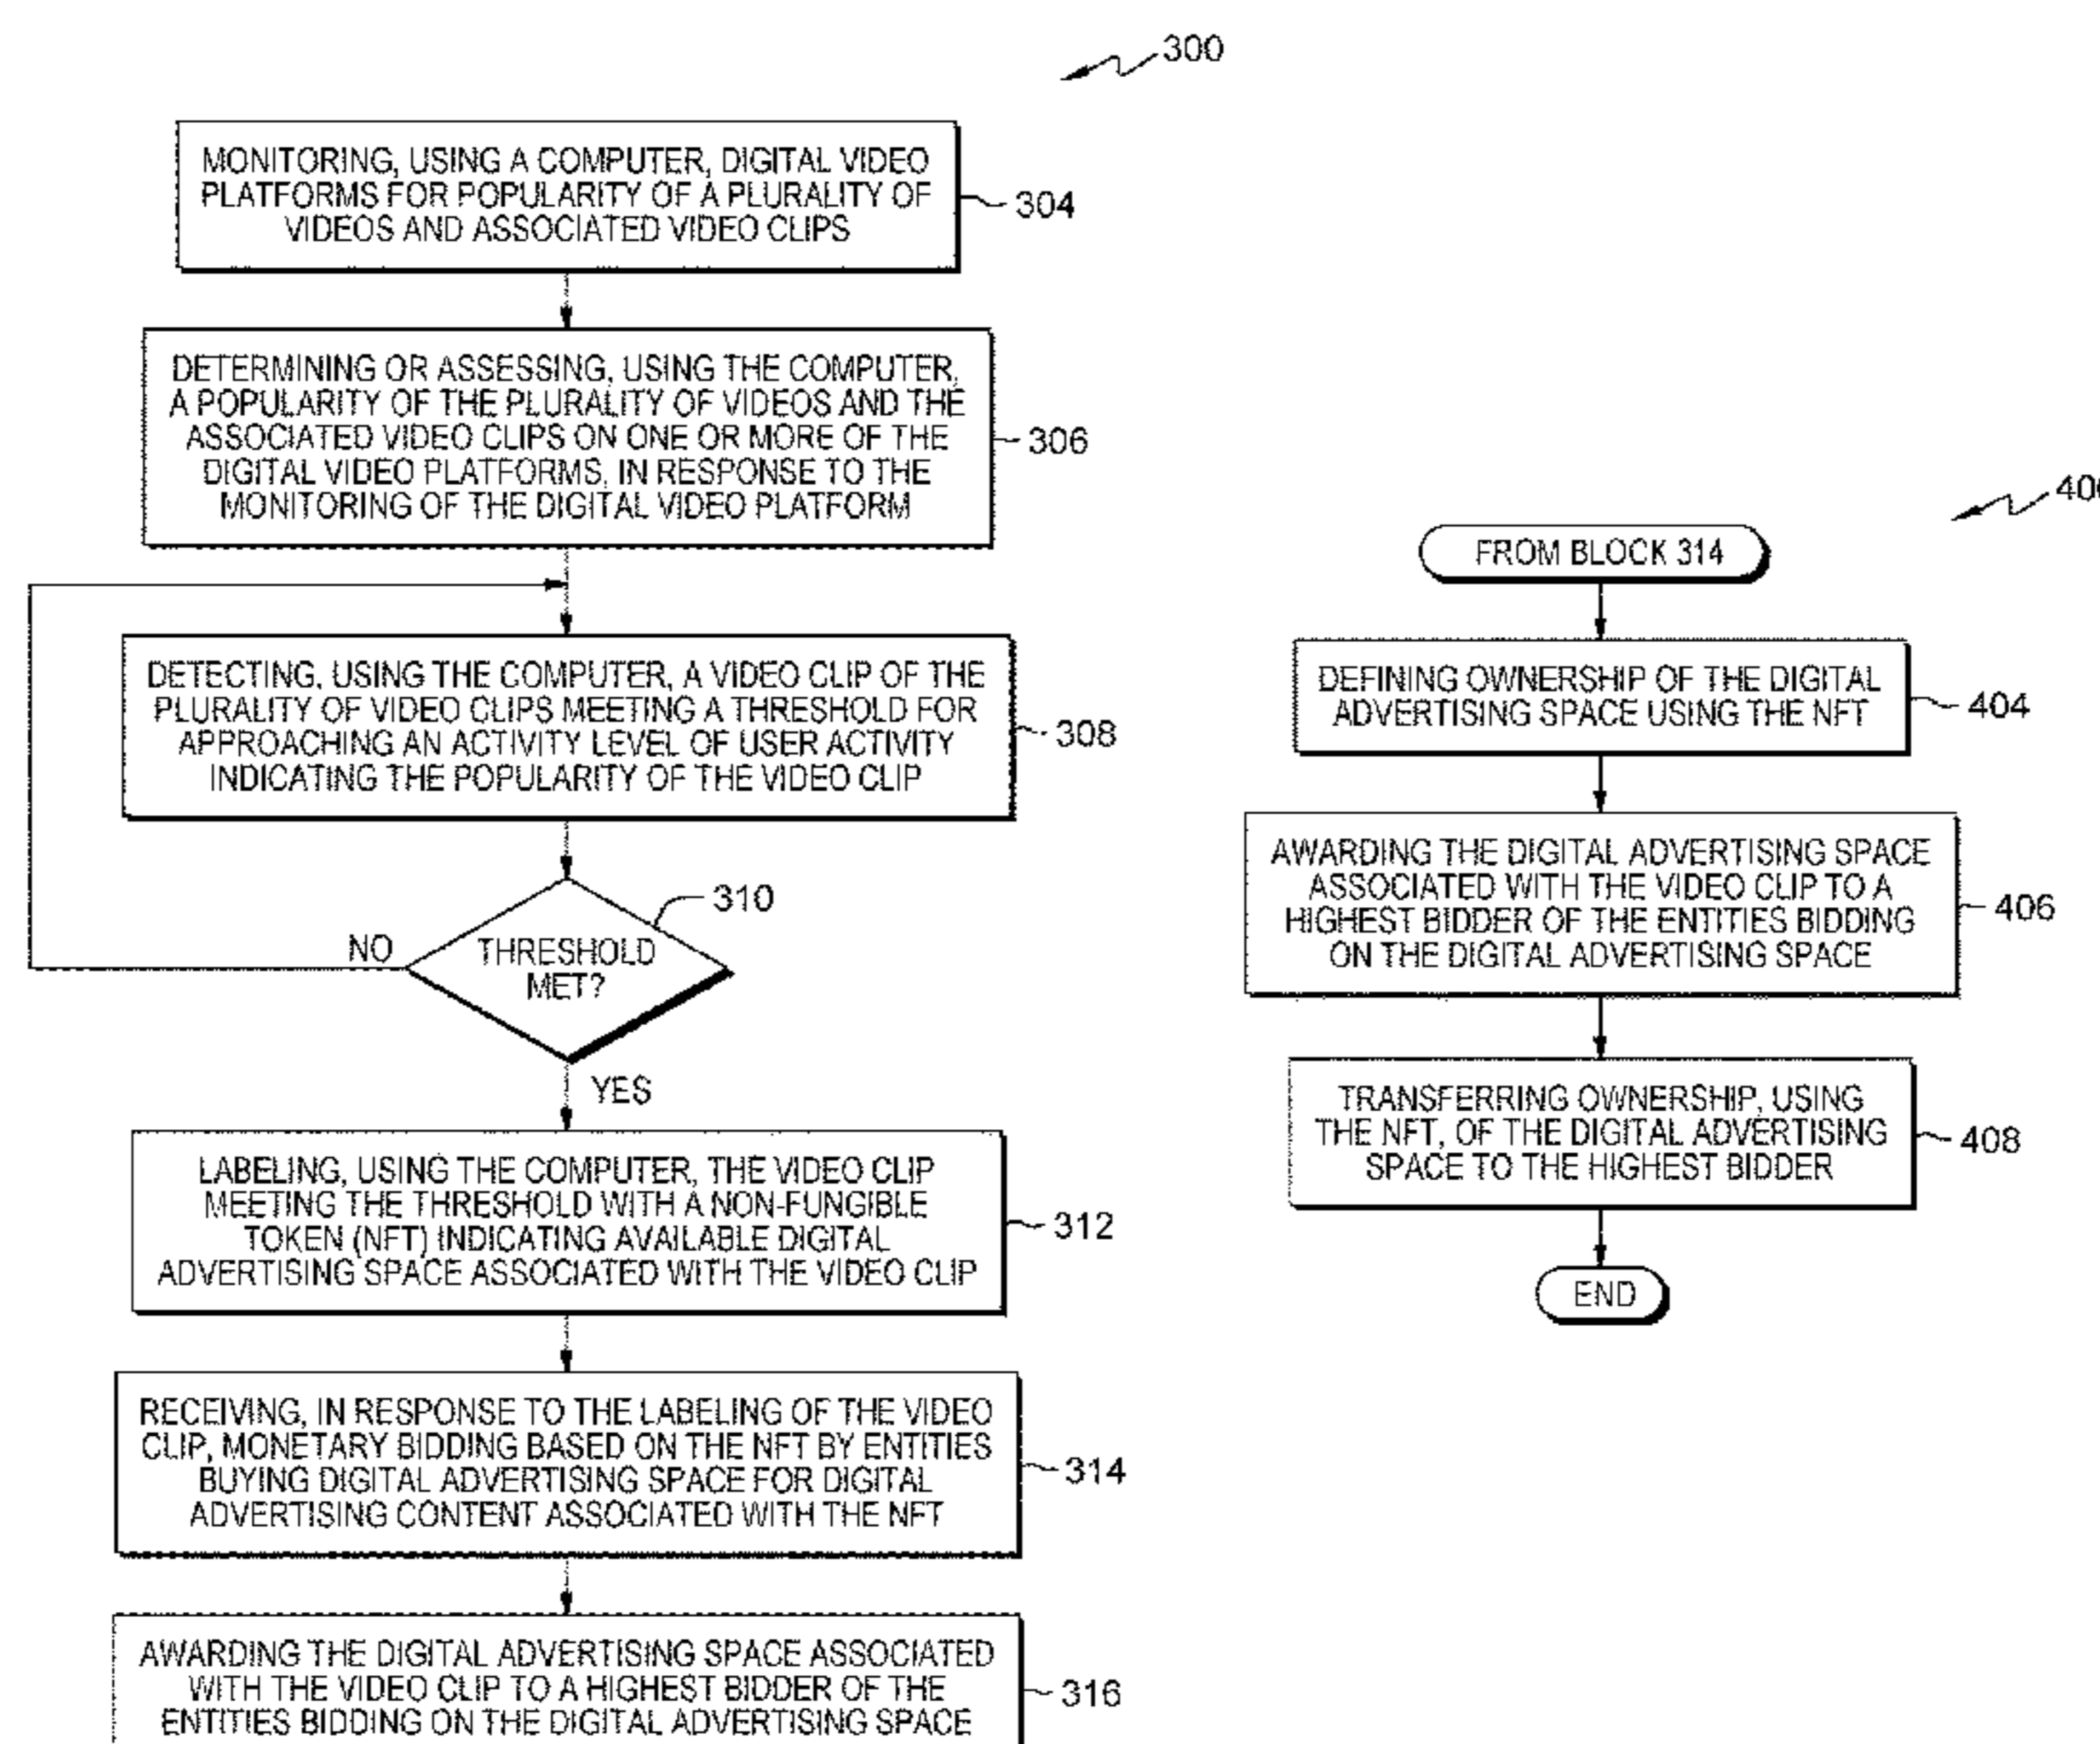 300
MONITORING, USING A COMPUTER, DIGITAL VIDEO
PLATFORMS FOR POPULARITY OF A PLURALITY OF
VIDEOS AND ASSOCIATED VIDEO CLIPS
304
DETERMINING OR ASSESSING, USING THE COMPUTER,
A POPULARITY OF THE PLURALITY OF VIDEOS AND THE
ASSOCIATED VIDEO CLIPS ON ONE OR MORE OF THE
DIGITAL VIDEO PLATFORMS, IN RESPONSE TO THE
MONITORING OF THE DIGITAL VIDEO PLATFORM
306
DETECTING, USING THE COMPUTER, A VIDEO CLIP OF THE
PLURALITY OF VIDEO CLIPS MEETING A THRESHOLD FOR
APPROACHING AN ACTIVITY LEVEL OF USER ACTIVITY
INDICATING THE POPULARITY OF THE VIDEO CLIP
308
310
NO
THRESHOLD
MET?
YES
LABELING, USING THE COMPUTER, THE VIDEO CLIP
MEETING THE THRESHOLD WITH A NON-FUNGIBLE
TOKEN (NFT) INDICATING AVAILABLE DIGITAL
ADVERTISING SPACE ASSOCIATED WITH THE VIDEO CLIP
312
RECEIVING, IN RESPONSE TO THE LABELING OF THE VIDEO
CLIP, MONETARY BIDDING BASED ON THE NFT BY ENTITIES
BUYING DIGITAL ADVERTISING SPACE FOR DIGITAL
ADVERTISING CONTENT ASSOCIATED WITH THE NFT
314
AWARDING THE DIGITAL ADVERTISING SPACE ASSOCIATED
WITH THE VIDEO CLIP TO A HIGHEST BIDDER OF THE
ENTITIES BIDDING ON THE DIGITAL ADVERTISING SPACE
316
FROM BLOCK 314
DEFINING OWNERSHIP OF THE DIGITAL
ADVERTISING SPACE USING THE NFT
404
AWARDING THE DIGITAL ADVERTISING SPACE
ASSOCIATED WITH THE VIDEO CLIP TO A
HIGHEST BIDDER OF THE ENTITIES BIDDING
ON THE DIGITAL ADVERTISING SPACE
406
TRANSFERRING OWNERSHIP, USING
THE NFT, OF THE DIGITAL ADVERTISING
SPACE TO THE HIGHEST BIDDER
408
END